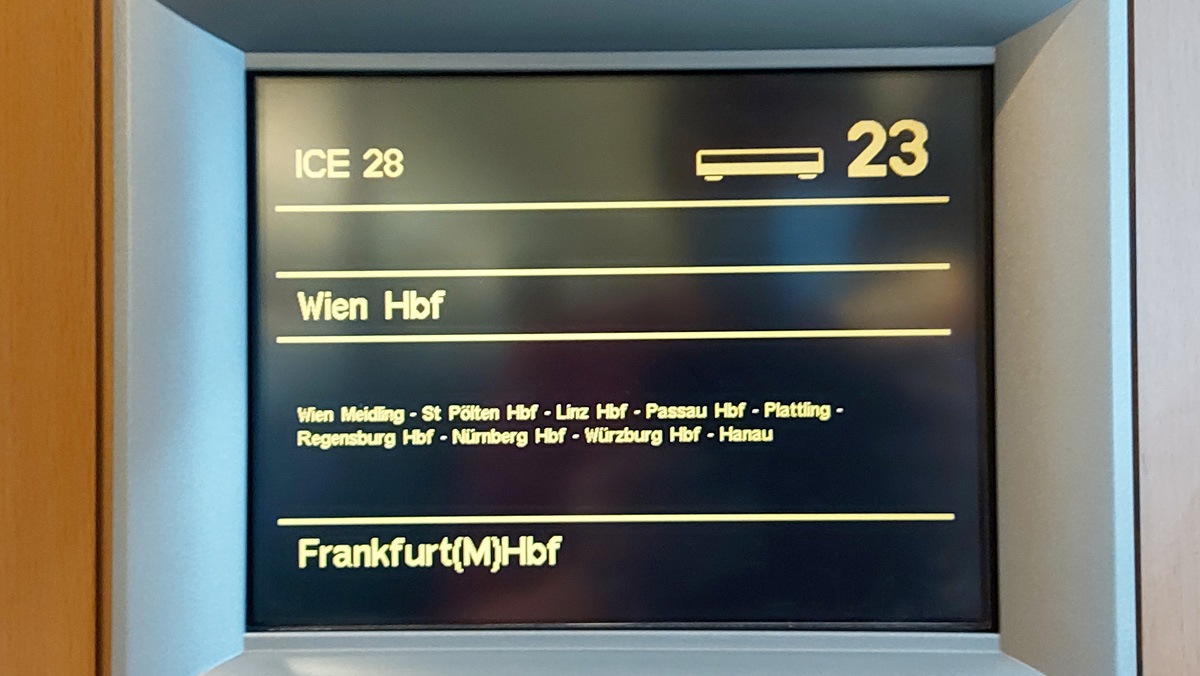 ICE 28 23
Wien Hbf
Wien Meidling - St Pölten Hbf - Linz Hbf - Passau Hbf - Plattling -
Regensburg Hbf - Nürnberg Hbf - Würzburg Hbf - Hanau
Frankfurt(M)Hbf